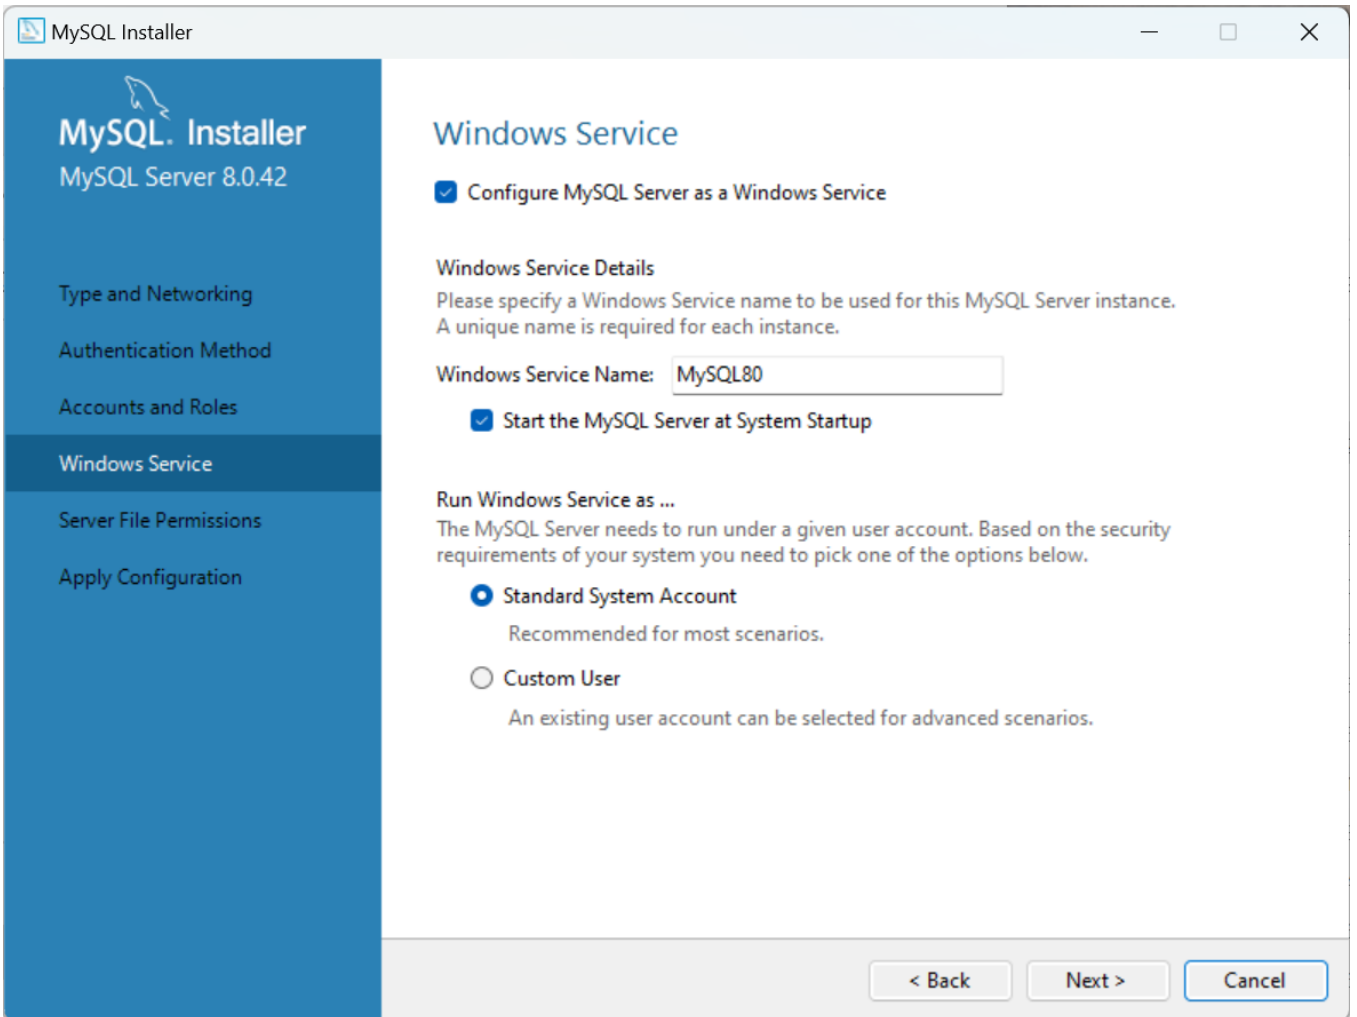 MySQL Installer
MySQL. Installer
MySQL Server 8.0.42
Type and Networking
Authentication Method
Accounts and Roles
Windows Service
Server File Permissions
Apply Configuration
Windows Service
Configure MySQL Server as a Windows Service
Windows Service Details
Please specify a Windows Service name to be used for this MySQL Server instance.
A unique name is required for each instance.
Windows Service Name: MySQL80
Start the MySQL Server at System Startup
Run Windows Service as ...
The MySQL Server needs to run under a given user account. Based on the security
requirements of your system you need to pick one of the options below.
Standard System Account
Recommended for most scenarios.
Custom User
An existing user account can be selected for advanced scenarios.
< Back Next > Cancel